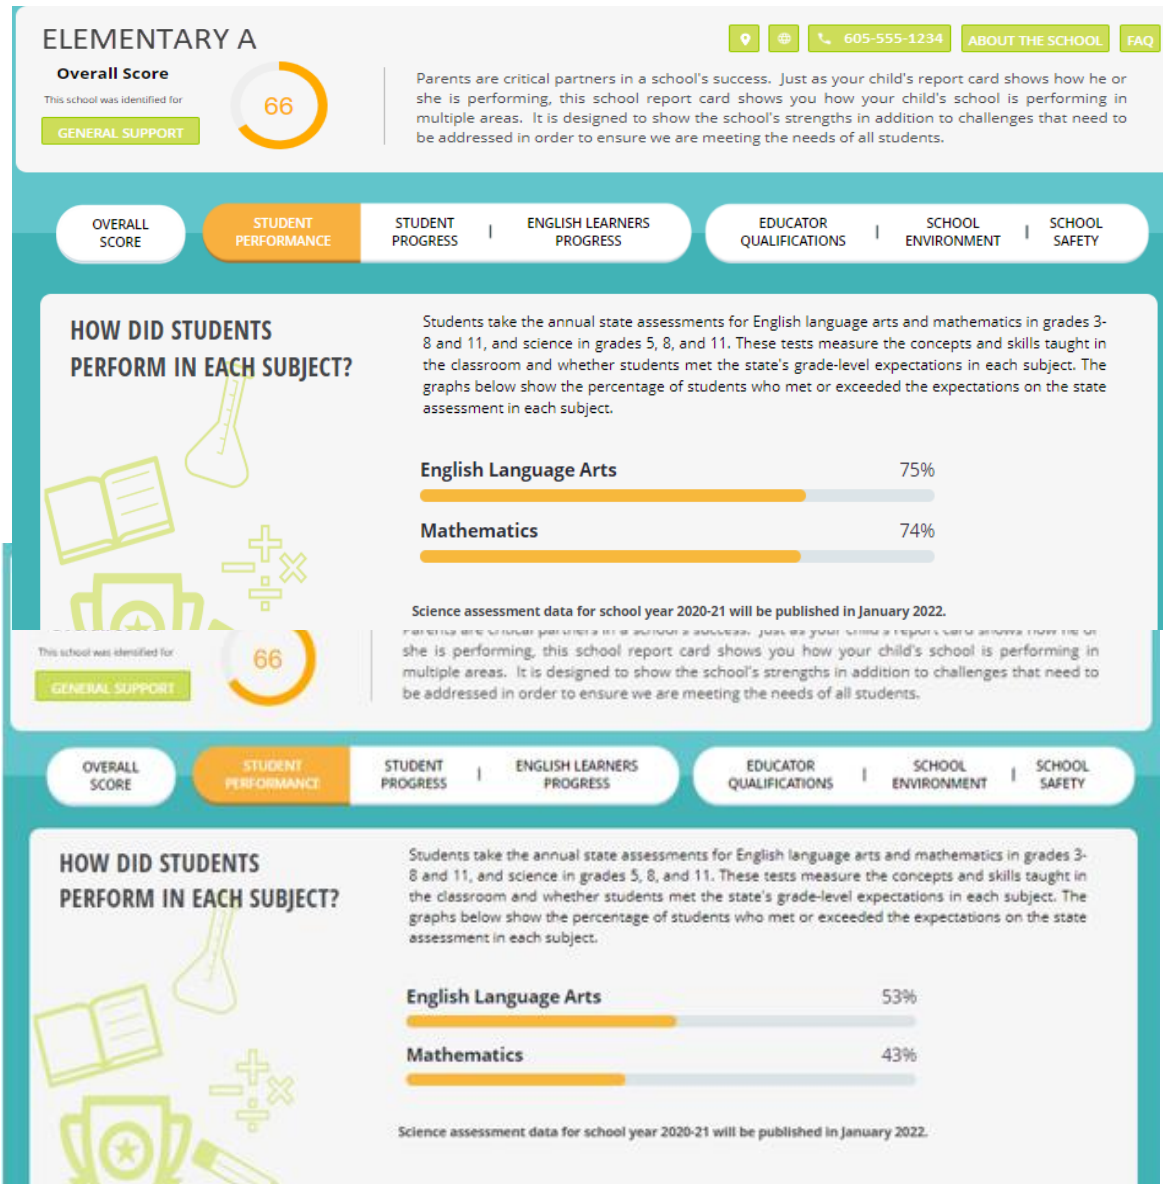 ELEMENTARY A
605-555-1234
ABOUT THE SCHOOL
FAQ
Overall Score
This school was identified for
GENERAL SUPPORT
66
Parents are critical partners in a school's success. Just as your child's report card shows how he or
she is performing, this school report card shows you how your child's school is performing in
multiple areas. It is designed to show the school's strengths in addition to challenges that need to
be addressed in order to ensure we are meeting the needs of all students.
OVERALL
SCORE
STUDENT
PERFORMANCE
STUDENT
PROGRESS
ENGLISH LEARNERS
PROGRESS
EDUCATOR
QUALIFICATIONS
SCHOOL
ENVIRONMENT
SCHOOL
SAFETY
HOW DID STUDENTS
PERFORM IN EACH SUBJECT?
Students take the annual state assessments for English language arts and mathematics in grades 3-
8 and 11, and science in grades 5, 8, and 11. These tests measure the concepts and skills taught in
the classroom and whether students met the state's grade-level expectations in each subject. The
graphs below show the percentage of students who met or exceeded the expectations on the state
assessment in each subject.
English Language Arts 75%
Mathematics 74%
Science assessment data for school year 2020-21 will be published in January 2022.
Parents are critical partners in a school's success. Just as your child's report card shows how he or
This school was identified for
GENERAL SUPPORT
66
she is performing, this school report card shows you how your child's school is performing in
multiple areas. It is designed to show the school's strengths in addition to challenges that need to
be addressed in order to ensure we are meeting the needs of all students.
OVERALL
SCORE
STUDENT
PERFORMANCE
STUDENT
PROGRESS
ENGLISH LEARNERS
PROGRESS
EDUCATOR
QUALIFICATIONS
SCHOOL
ENVIRONMENT
SCHOOL
SAFETY
HOW DID STUDENTS
PERFORM IN EACH SUBJECT?
Students take the annual state assessments for English language arts and mathematics in grades 3-
8 and 11, and science in grades 5, 8, and 11. These tests measure the concepts and skills taught in
the classroom and whether students met the state's grade-level expectations in each subject. The
graphs below show the percentage of students who met or exceeded the expectations on the state
assessment in each subject.
English Language Arts 53%
Mathematics 43%
Science assessment data for school year 2020-21 will be published in January 2022.